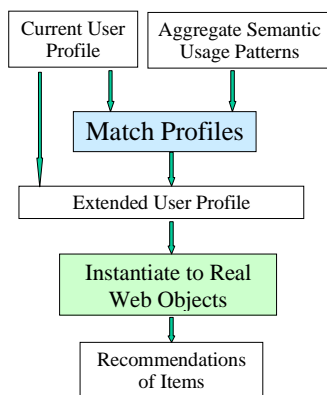 Current User
Profile
Aggregate Semantic
Usage Patterns
Match Profiles
Extended User Profile
Instantiate to Real
Web Objects
Recommendations
of Items